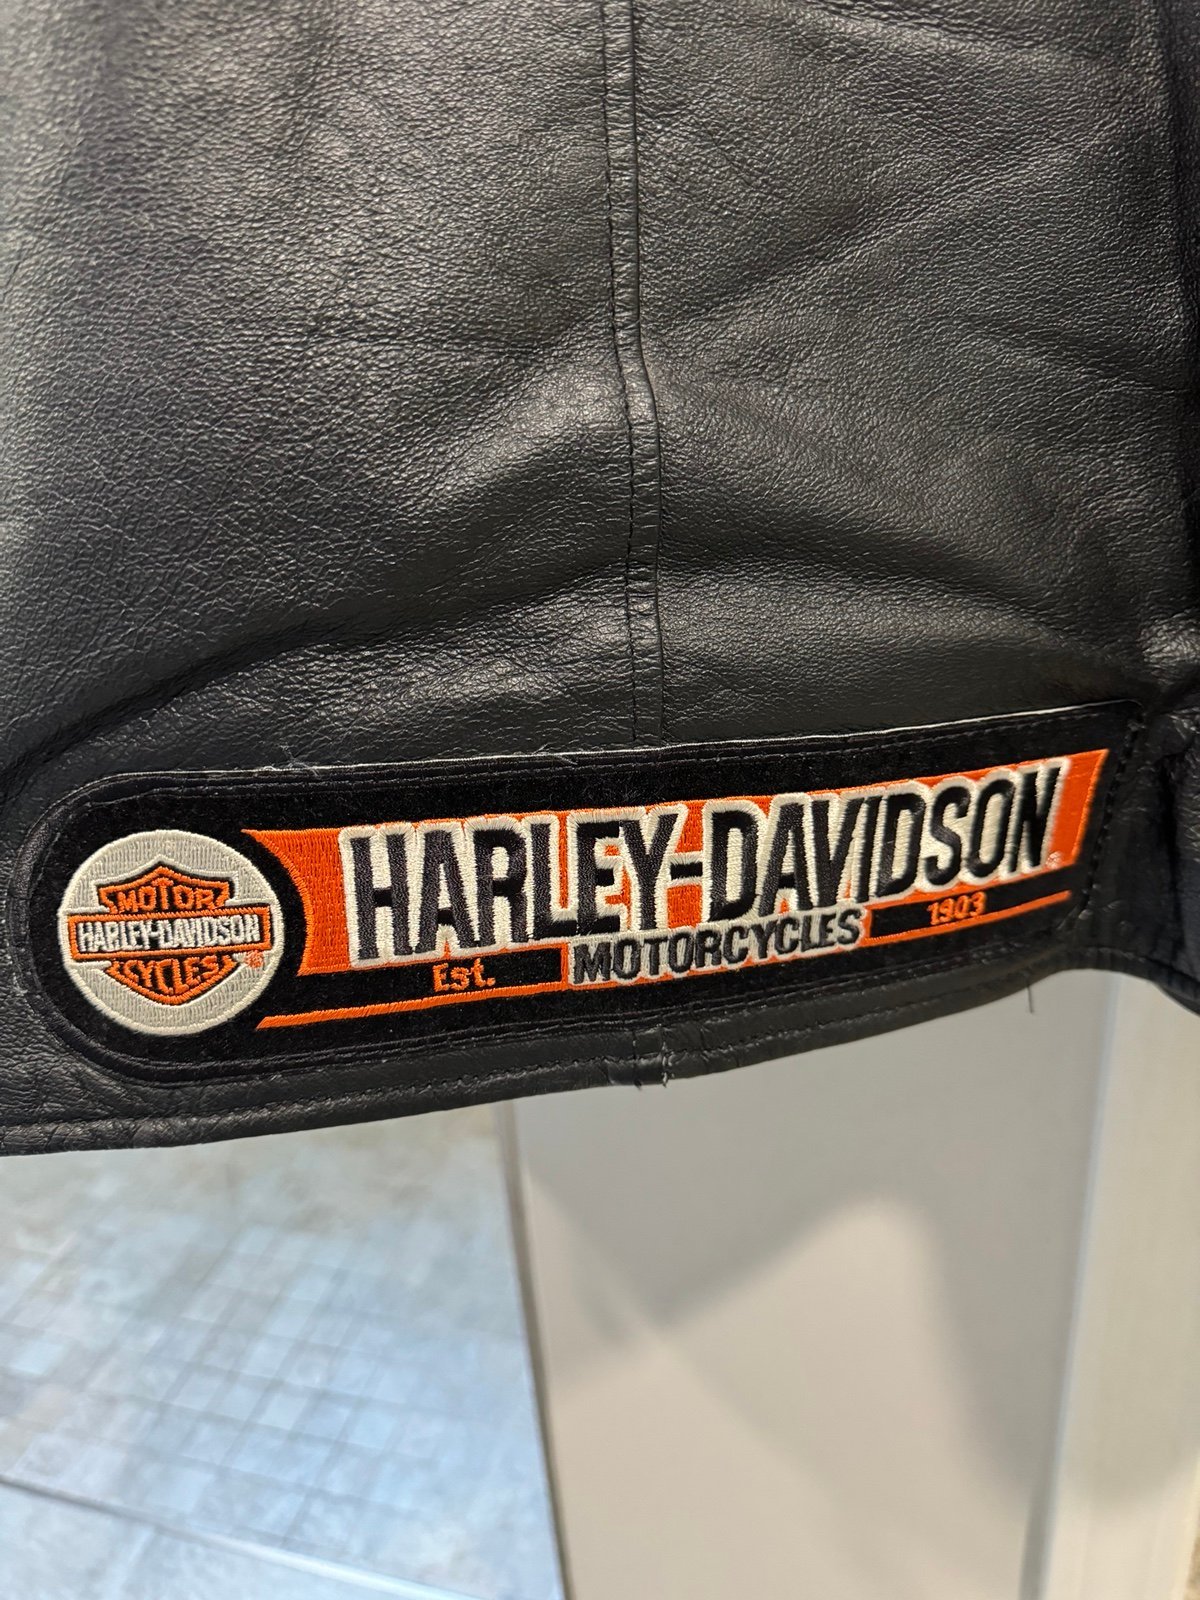 MOTOR
HARLEY-DAVIDSON
CYCLES
®
HARLEY-DAVIDSON®
Est. MOTORCYCLES 1903